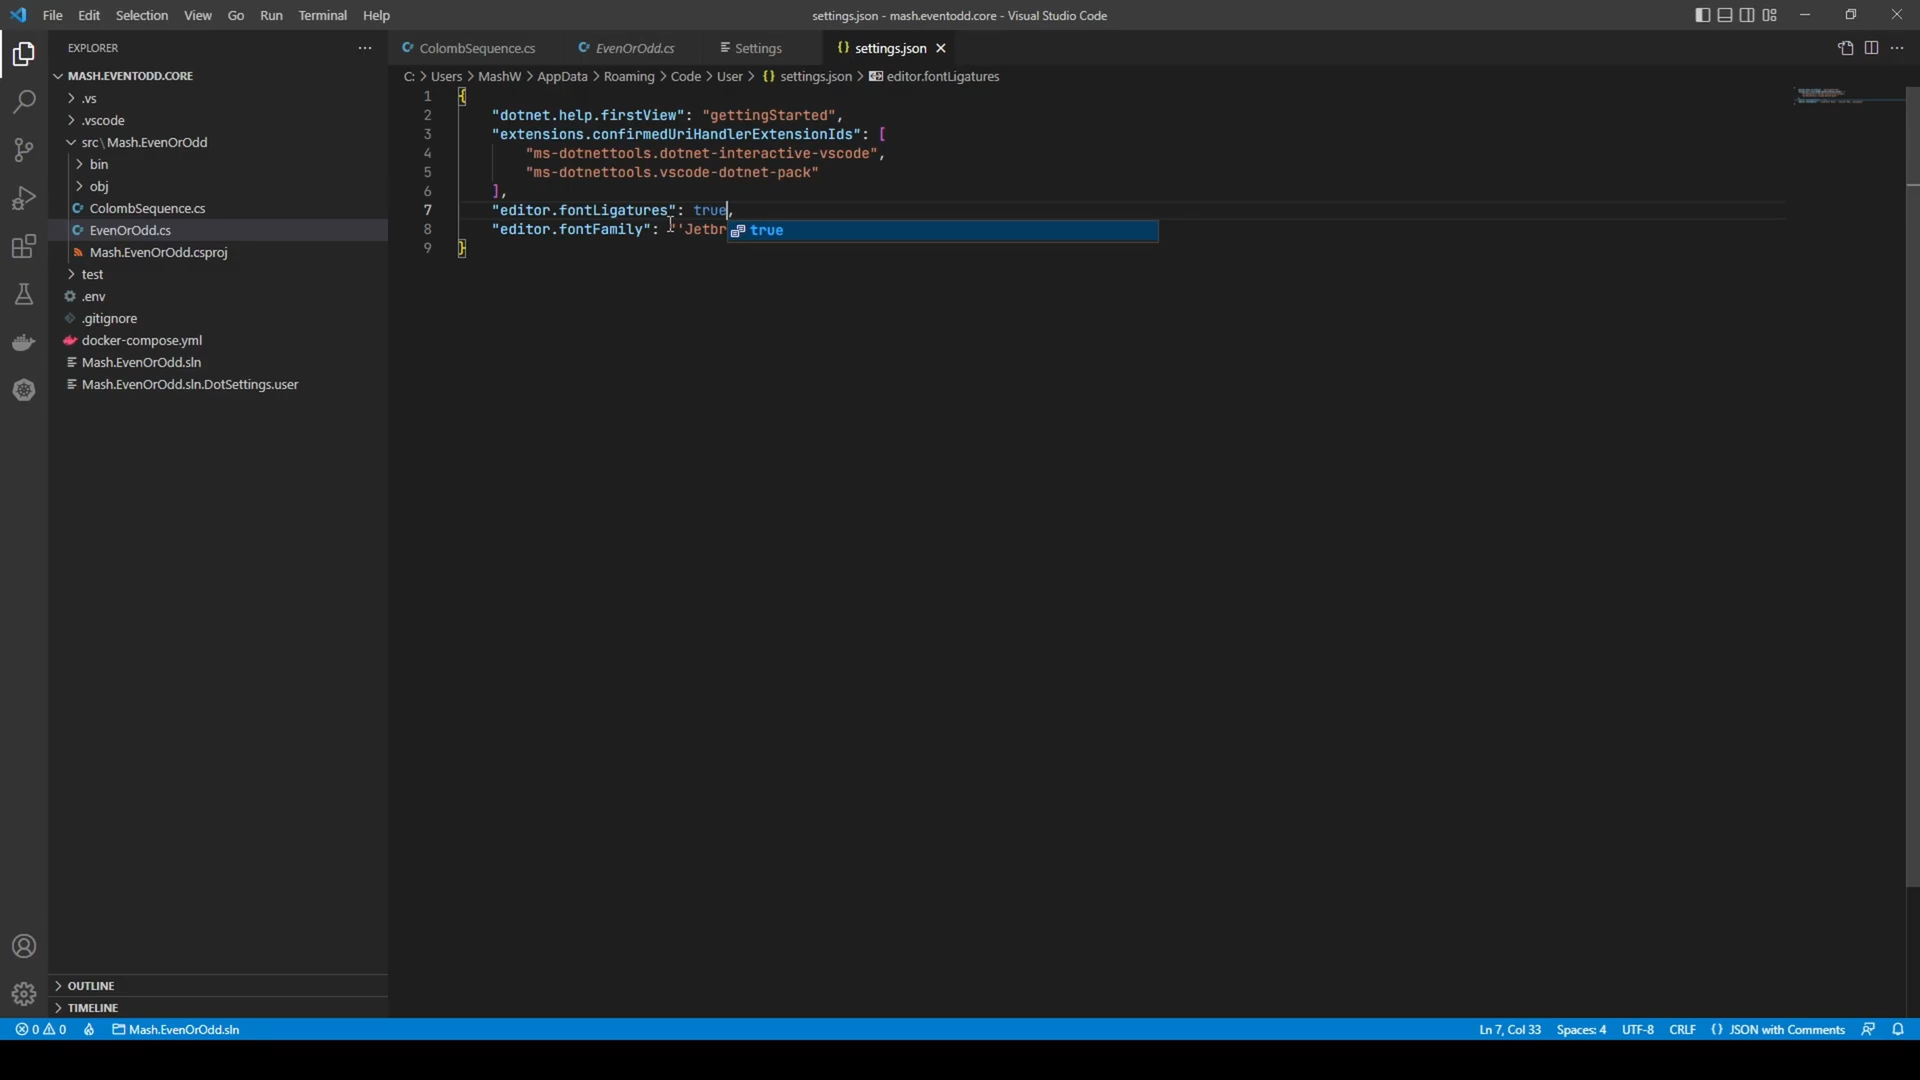 File Edit Selection View Go Run Terminal Help
settings.json - mash.eventodd.core - Visual Studio Code
EXPLORER
MASH.EVENTODD.CORE
.vs
.vscode
src\Mash.EvenOrOdd
bin
obj
ColombSequence.cs
EvenOrOdd.cs
Mash.EvenOrOdd.csproj
test
.env
.gitignore
docker-compose.yml
Mash.EvenOrOdd.sln
Mash.EvenOrOdd.sln.DotSettings.user
OUTLINE
TIMELINE
ColombSequence.cs EvenOrOdd.cs Settings {} settings.json
C: > Users > MashW > AppData > Roaming > Code > User > {} settings.json > editor.fontLigatures
1 {
2 "dotnet.help.firstView": "gettingStarted",
3 "extensions.confirmedUriHandlerExtensionIds": [
4 "ms-dotnettools.dotnet-interactive-vscode",
5 "ms-dotnettools.vscode-dotnet-pack"
6 ],
7 "editor.fontLigatures": true,
8 "editor.fontFamily": "'Jetbr
true
9 }
0 0 Mash.EvenOrOdd.sln
Ln 7, Col 33 Spaces: 4 UTF-8 CRLF {} JSON with Comments